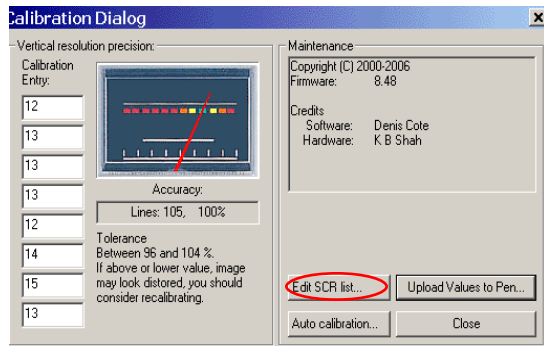 Calibration Dialog
Vertical resolution precision:
Calibration
Entry:
12
13
13
13
12
14
15
13
Accuracy:
Lines: 105, 100%
Tolerance
Between 96 and 104 %.
If above or lower value, image
may look distored, you should
consider recalibrating.
Maintenance
Copyright (C) 2000-2006
Firmware: 8.48
Credits
Software: Denis Cote
Hardware: K B Shah
Edit SCR list...
Upload Values to Pen...
Auto calibration...
Close